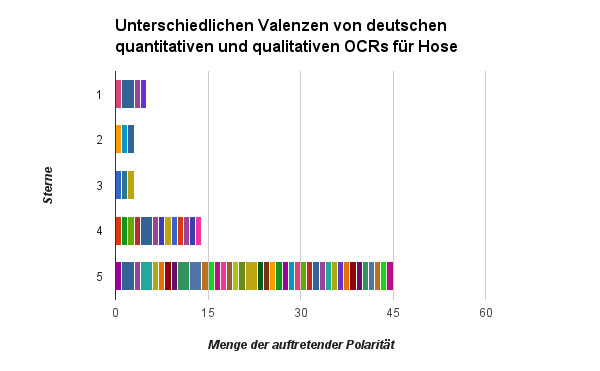 Unterschiedlichen Valenzen von deutschen
quantitativen und qualitativen OCRs für Hose
1
2
3
4
5
Sterne
0 15 30 45 60
Menge der auftretender Polarität